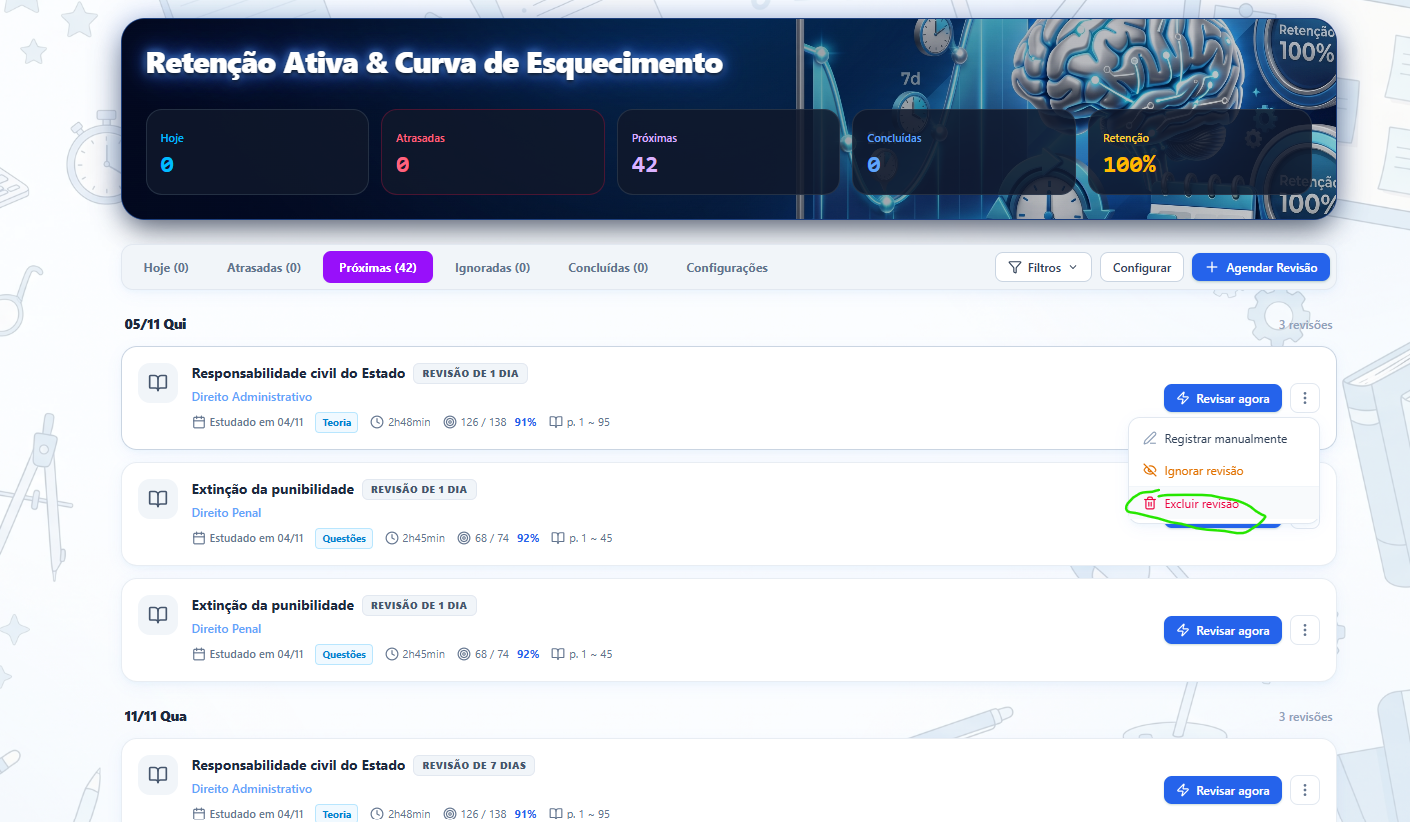 Retenção Ativa & Curva de Esquecimento
7d
Retenção
100%
Hoje
0
Atrasadas
0
Próximas
42
Concluídas
0
Retenção
100%
Retenção
100%
Hoje (0) Atrasadas (0) Próximas (42) Ignoradas (0) Concluídas (0) Configurações Filtros Configurar + Agendar Revisão
05/11 Qui 3 revisões
Responsabilidade civil do Estado REVISÃO DE 1 DIA
Direito Administrativo
Revisar agora
Estudado em 04/11 Teoria 2h48min 126 / 138 91% p. 1 ~ 95
Registrar manualmente
Ignorar revisão
Excluir revisão
Extinção da punibilidade REVISÃO DE 1 DIA
Direito Penal
Estudado em 04/11 Questões 2h45min 68 / 74 92% p. 1 ~ 45
Extinção da punibilidade REVISÃO DE 1 DIA
Direito Penal
Revisar agora
Estudado em 04/11 Questões 2h45min 68 / 74 92% p. 1 ~ 45
11/11 Qua 3 revisões
Responsabilidade civil do Estado REVISÃO DE 7 DIAS
Direito Administrativo
Revisar agora
Estudado em 04/11 Teoria 2h48min 126 / 138 91% p. 1 ~ 95